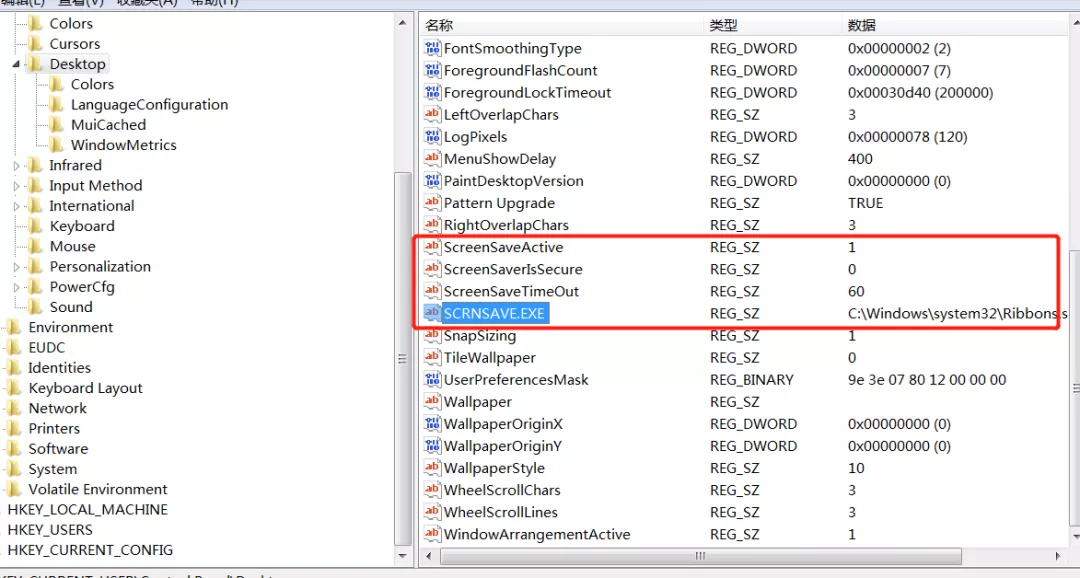 编辑(E) 查看(V) 收藏夹(A) 帮助(H)
Colors
Cursors
Desktop
Colors
LanguageConfiguration
MuiCached
WindowMetrics
Infrared
Input Method
International
Keyboard
Mouse
Personalization
PowerCfg
Sound
Environment
EUDC
Identities
Keyboard Layout
Network
Printers
Software
System
Volatile Environment
HKEY_LOCAL_MACHINE
HKEY_USERS
HKEY_CURRENT_CONFIG
名称 类型 数据
FontSmoothingType REG_DWORD 0x00000002 (2)
ForegroundFlashCount REG_DWORD 0x00000007 (7)
ForegroundLockTimeout REG_DWORD 0x00030d40 (200000)
LeftOverlapChars REG_SZ 3
LogPixels REG_DWORD 0x00000078 (120)
MenuShowDelay REG_SZ 400
PaintDesktopVersion REG_DWORD 0x00000000 (0)
Pattern Upgrade REG_SZ TRUE
RightOverlapChars REG_SZ 3
ScreenSaveActive REG_SZ 1
ScreenSaverIsSecure REG_SZ 0
ScreenSaveTimeOut REG_SZ 60
SCRNSAVE.EXE REG_SZ C:\Windows\system32\Ribbons.s
SnapSizing REG_SZ 1
TileWallpaper REG_SZ 0
UserPreferencesMask REG_BINARY 9e 3e 07 80 12 00 00 00
Wallpaper REG_SZ
WallpaperOriginX REG_DWORD 0x00000000 (0)
WallpaperOriginY REG_DWORD 0x00000000 (0)
WallpaperStyle REG_SZ 10
WheelScrollChars REG_SZ 3
WheelScrollLines REG_SZ 3
WindowArrangementActive REG_SZ 1